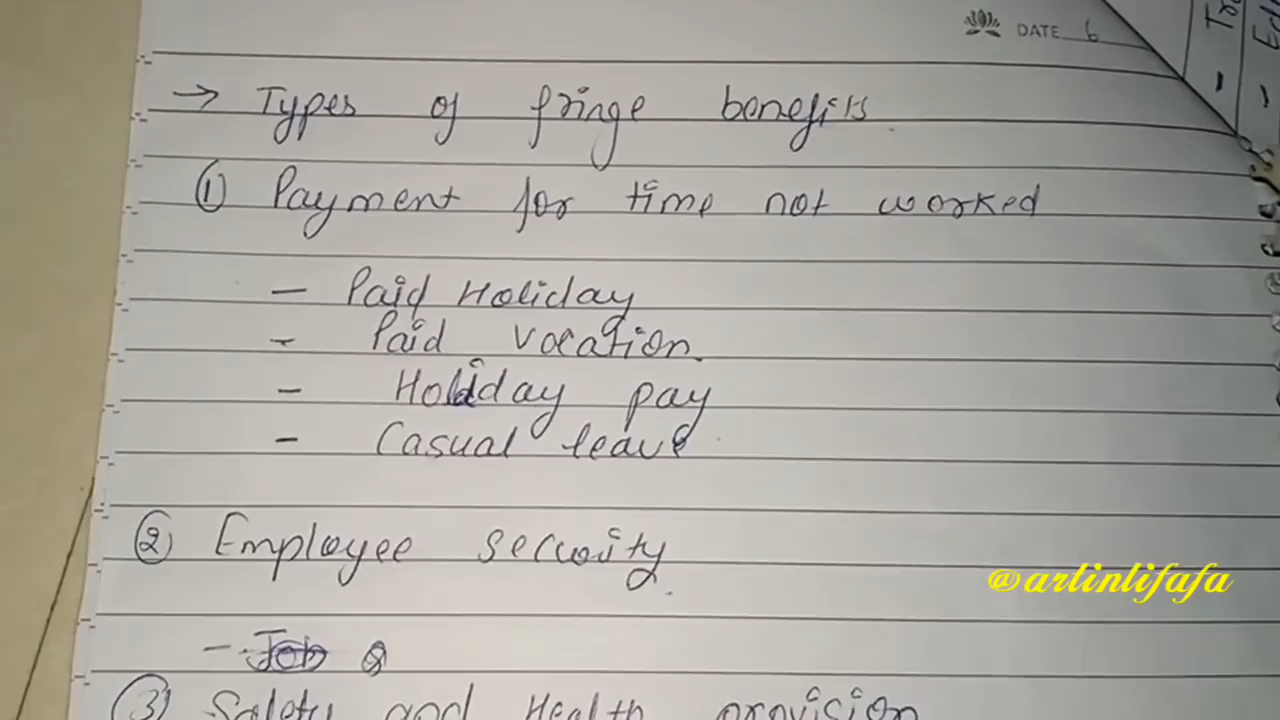 DATE 6
→ Types of fringe benefits
① Payment for time not worked
- Paid Holiday
- Paid vocation.
- Holiday pay
- Casual leave
② Employee security.
@artinlifafa
- Job
③ Safety and Health provision